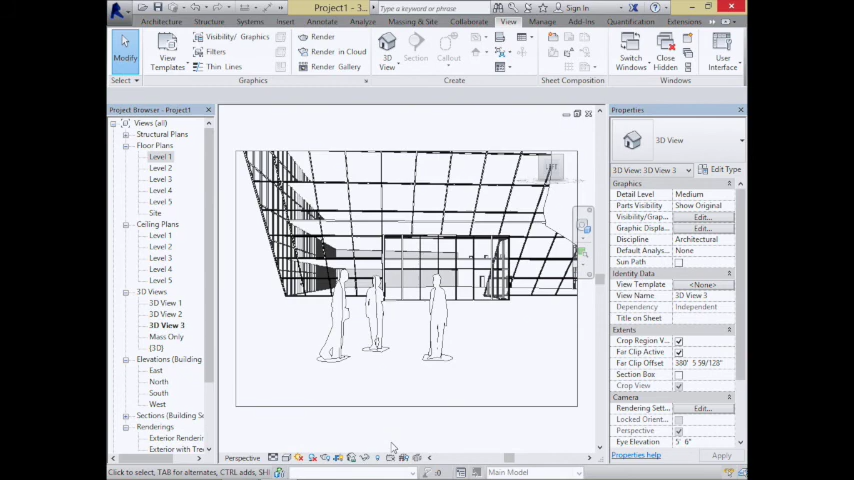 Project1 - 3...
Type a keyword or phrase
Sign In
Architecture Structure Systems Insert Annotate Analyze Massing & Site Collaborate View Manage Add-Ins Quantification Extensions
Modify
View
Templates
Visibility/ Graphics
Filters
Thin Lines
Render
Render in Cloud
Render Gallery
3D
View
Section
Callout
Switch
Windows
Close
Hidden
User
Interface
Select
Graphics
Create
Sheet Composition
Windows
Project Browser - Project1
Views (all)
Structural Plans
Floor Plans
Level 1
Level 2
Level 3
Level 4
Level 5
Site
Ceiling Plans
Level 1
Level 2
Level 3
Level 4
Level 5
3D Views
3D View 1
3D View 2
3D View 3
Mass Only
{3D}
Elevations (Building
East
North
South
West
Sections (Building S
Renderings
Exterior Renderin
Exterior with Tre
LEFT
Properties
3D View
3D View: 3D View 3
Edit Type
Graphics
Detail Level Medium
Parts Visibility Show Original
Visibility/Grap... Edit...
Graphic Displa... Edit...
Discipline Architectural
Default Analys... None
Sun Path
Identity Data
View Template <None>
View Name 3D View 3
Dependency Independent
Title on Sheet
Extents
Crop Region V...
Far Clip Active
Far Clip Offset 380' 5 59/128"
Section Box
Crop View
Camera
Rendering Sett... Edit...
Locked Orient...
Perspective
Eye Elevation 5' 6"
Properties help
Apply
Perspective
Click to select, TAB for alternates, CTRL adds, SHI
:0
Main Model